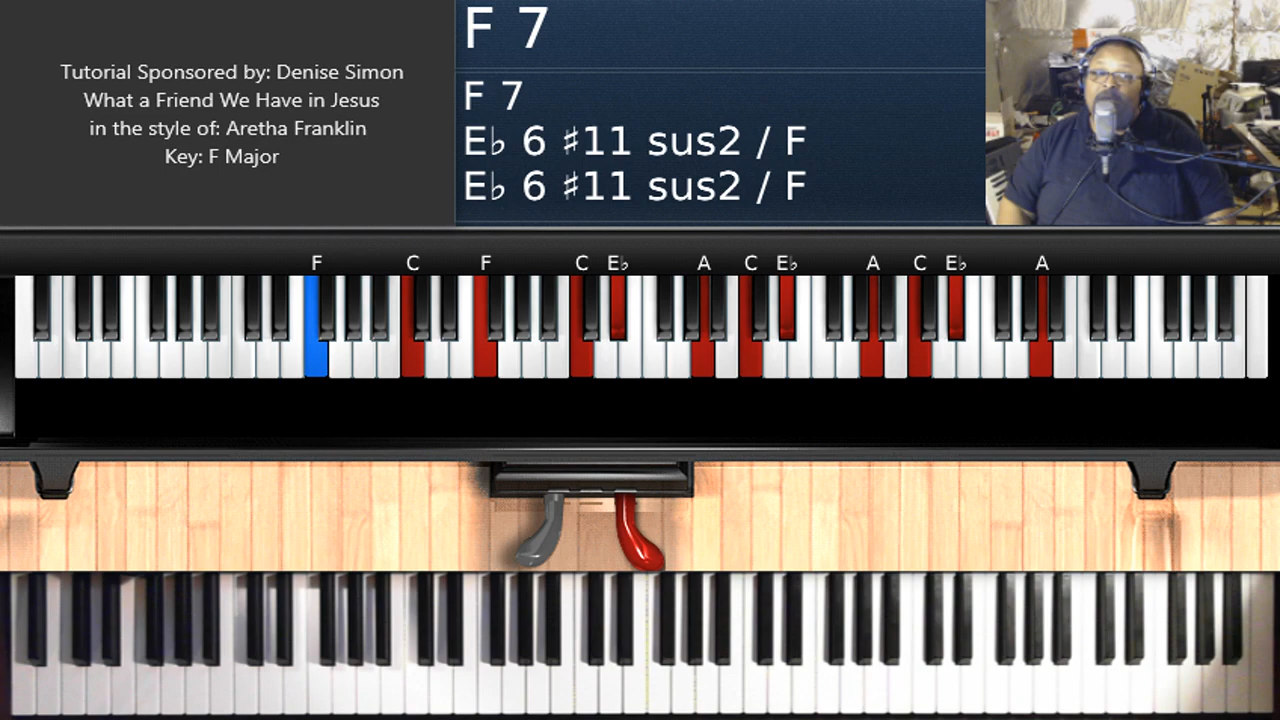 Tutorial Sponsored by: Denise Simon
What a Friend We Have in Jesus
in the style of: Aretha Franklin
Key: F Major
F 7
F 7
E♭ 6 ♯11 sus2 / F
E♭ 6 ♯11 sus2 / F
F C F C E♭ A C E♭ A C E♭ A